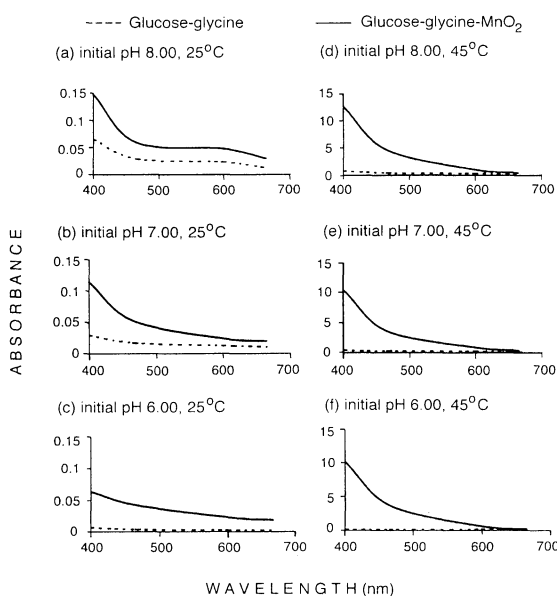 Glucose-glycine
Glucose-glycine-MnO2
(a) initial pH 8.00, 25°C
(d) initial pH 8.00, 45°C
0.15
0.1
0.05
0
400 500 600 700
15
10
5
0
400 500 600 700
(b) initial pH 7.00, 25°C
(e) initial pH 7.00, 45°C
0.15
0.1
0.05
0
400 500 600 700
15
10
5
0
400 500 600 700
(c) initial pH 6.00, 25°C
(f) initial pH 6.00, 45°C
0.15
0.1
0.05
0
400 500 600 700
15
10
5
0
400 500 600 700
ABSORBANCE
WAVELENGTH (nm)